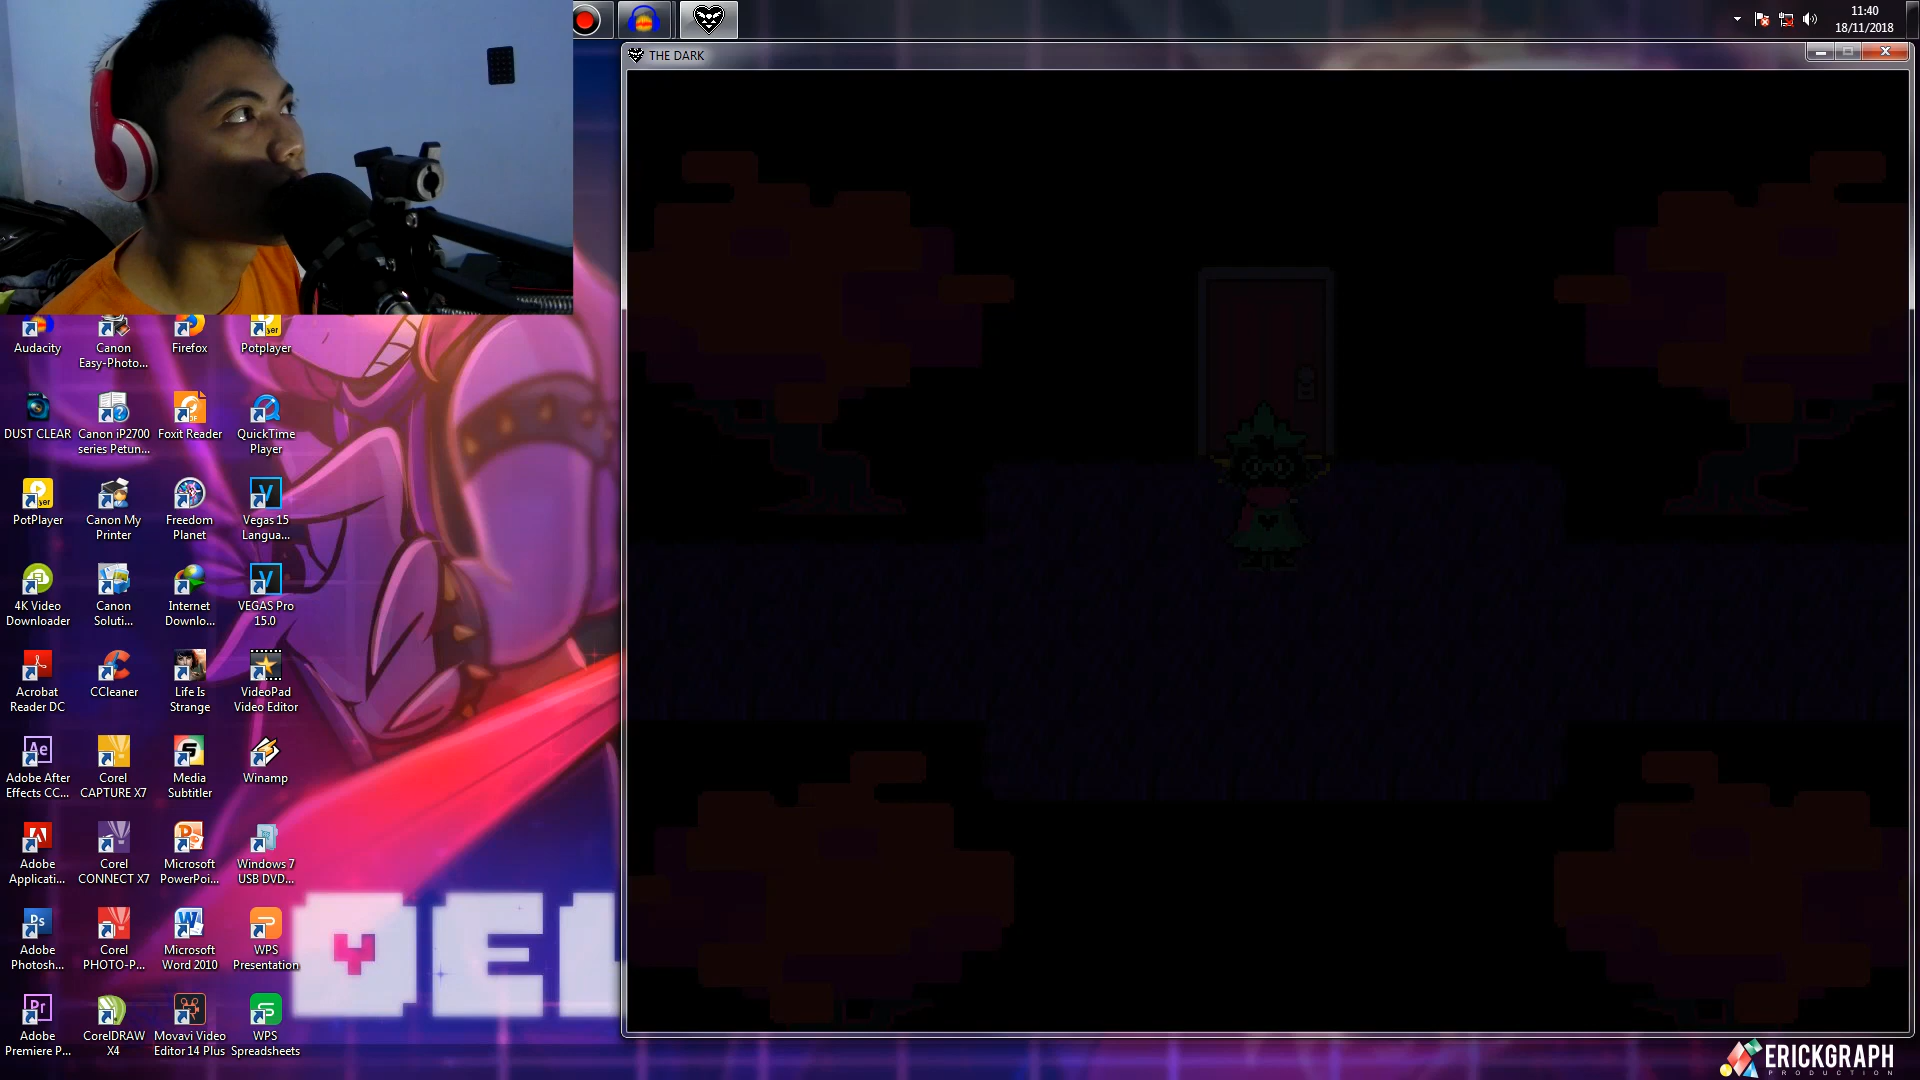 11:40
18/11/2018
THE DARK
Audacity
Canon
Easy-Photo...
Firefox
Potplayer
DUST CLEAR
Canon iP2700
series Petun...
Foxit Reader
QuickTime
Player
PotPlayer
Canon My
Printer
Freedom
Planet
Vegas 15
Langua...
4K Video
Downloader
Canon
Soluti...
Internet
Downlo...
VEGAS Pro
15.0
Acrobat
Reader DC
CCleaner
Life Is
Strange
VideoPad
Video Editor
Adobe After
Effects CC...
Corel
CAPTURE X7
Media
Subtitler
Winamp
Adobe
Applicati...
Corel
CONNECT X7
Microsoft
PowerPoi...
Windows 7
USB DVD...
Adobe
Photosh...
Corel
PHOTO-P...
Microsoft
Word 2010
WPS
Presentation
DEL
Adobe
Premiere P...
CorelDRAW
X4
Movavi Video
Editor 14 Plus
WPS
Spreadsheets
ERICKGRAPH
PRODUCTION